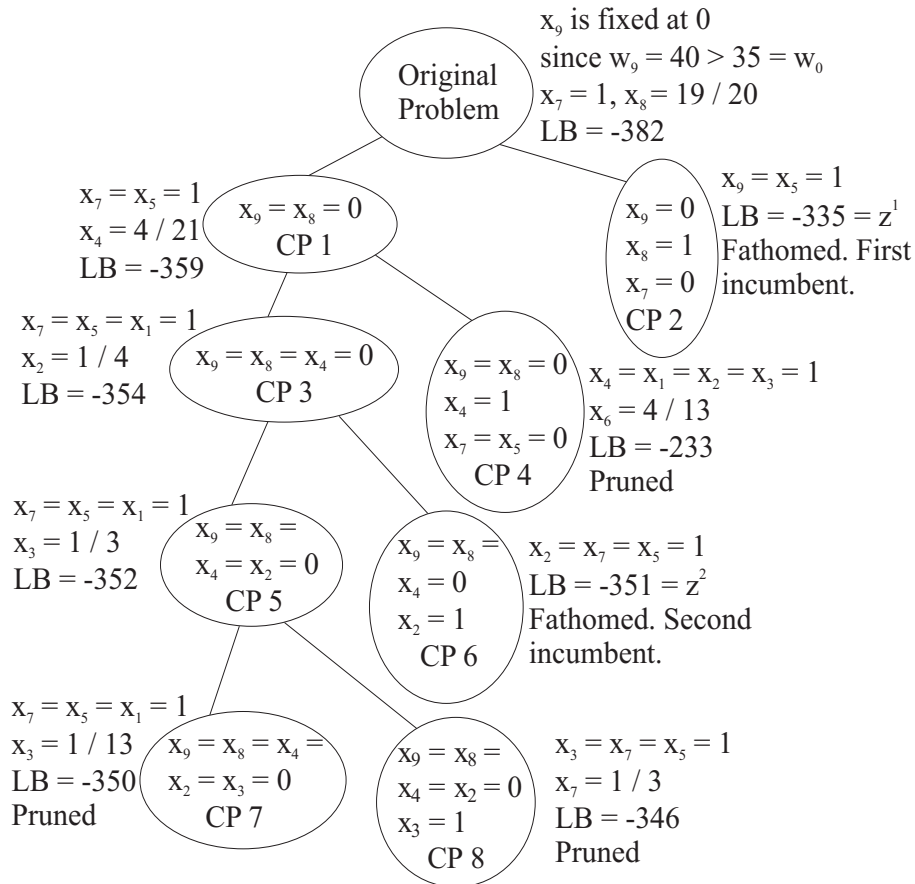 Original
Problem
x₉ is fixed at 0
since w₉ = 40 > 35 = w₀
x₇ = 1, x₈ = 19 / 20
LB = -382
x₇ = x₅ = 1
x₄ = 4 / 21
LB = -359
x₉ = x₈ = 0
CP 1
x₉ = 0
x₈ = 1
x₇ = 0
CP 2
x₉ = x₅ = 1
LB = -335 = z¹
Fathomed. First
incumbent.
x₇ = x₅ = x₁ = 1
x₂ = 1 / 4
LB = -354
x₉ = x₈ = x₄ = 0
CP 3
x₉ = x₈ = 0
x₄ = 1
x₇ = x₅ = 0
CP 4
x₄ = x₁ = x₂ = x₃ = 1
x₆ = 4 / 13
LB = -233
Pruned
x₇ = x₅ = x₁ = 1
x₃ = 1 / 3
LB = -352
x₉ = x₈ =
x₄ = x₂ = 0
CP 5
x₉ = x₈ =
x₄ = 0
x₂ = 1
CP 6
x₂ = x₇ = x₅ = 1
LB = -351 = z²
Fathomed. Second
incumbent.
x₇ = x₅ = x₁ = 1
x₃ = 1 / 13
LB = -350
Pruned
x₉ = x₈ = x₄ =
x₂ = x₃ = 0
CP 7
x₉ = x₈ =
x₄ = x₂ = 0
x₃ = 1
CP 8
x₃ = x₇ = x₅ = 1
x₇ = 1 / 3
LB = -346
Pruned